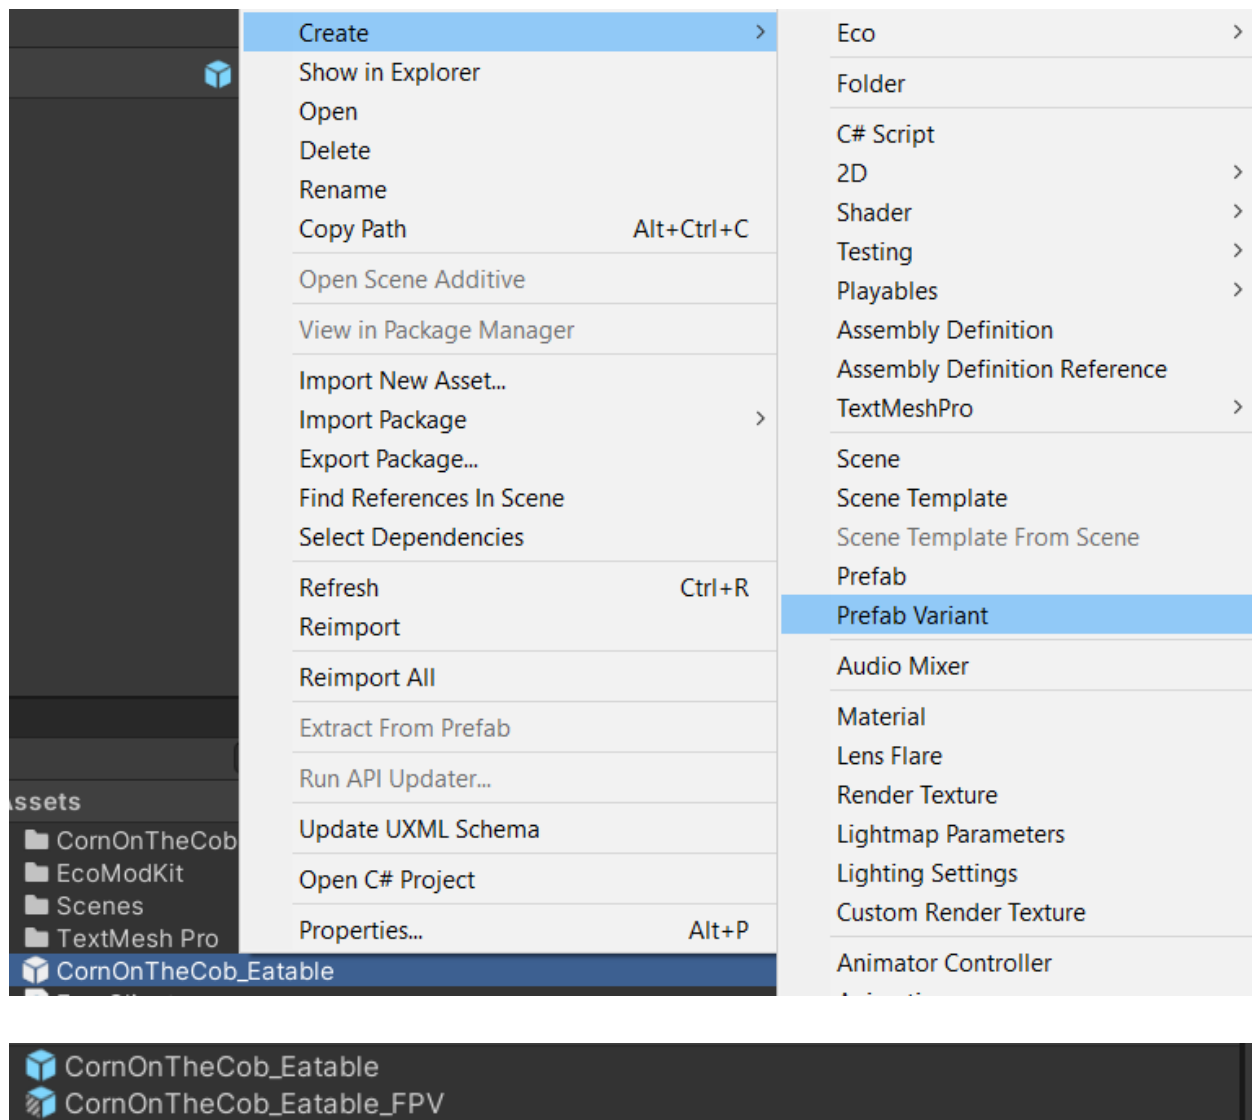 Create
Show in Explorer
Open
Delete
Rename
Copy Path Alt+Ctrl+C
Open Scene Additive
View in Package Manager
Import New Asset...
Import Package
Export Package...
Find References In Scene
Select Dependencies
Refresh Ctrl+R
Reimport
Reimport All
Extract From Prefab
Run API Updater...
Update UXML Schema
Open C# Project
Properties... Alt+P
Eco
Folder
C# Script
2D
Shader
Testing
Playables
Assembly Definition
Assembly Definition Reference
TextMeshPro
Scene
Scene Template
Scene Template From Scene
Prefab
Prefab Variant
Audio Mixer
Material
Lens Flare
Render Texture
Lightmap Parameters
Lighting Settings
Custom Render Texture
Animator Controller
Assets
CornOnTheCob
EcoModKit
Scenes
TextMesh Pro
CornOnTheCob_Eatable
CornOnTheCob_Eatable
CornOnTheCob_Eatable_FPV